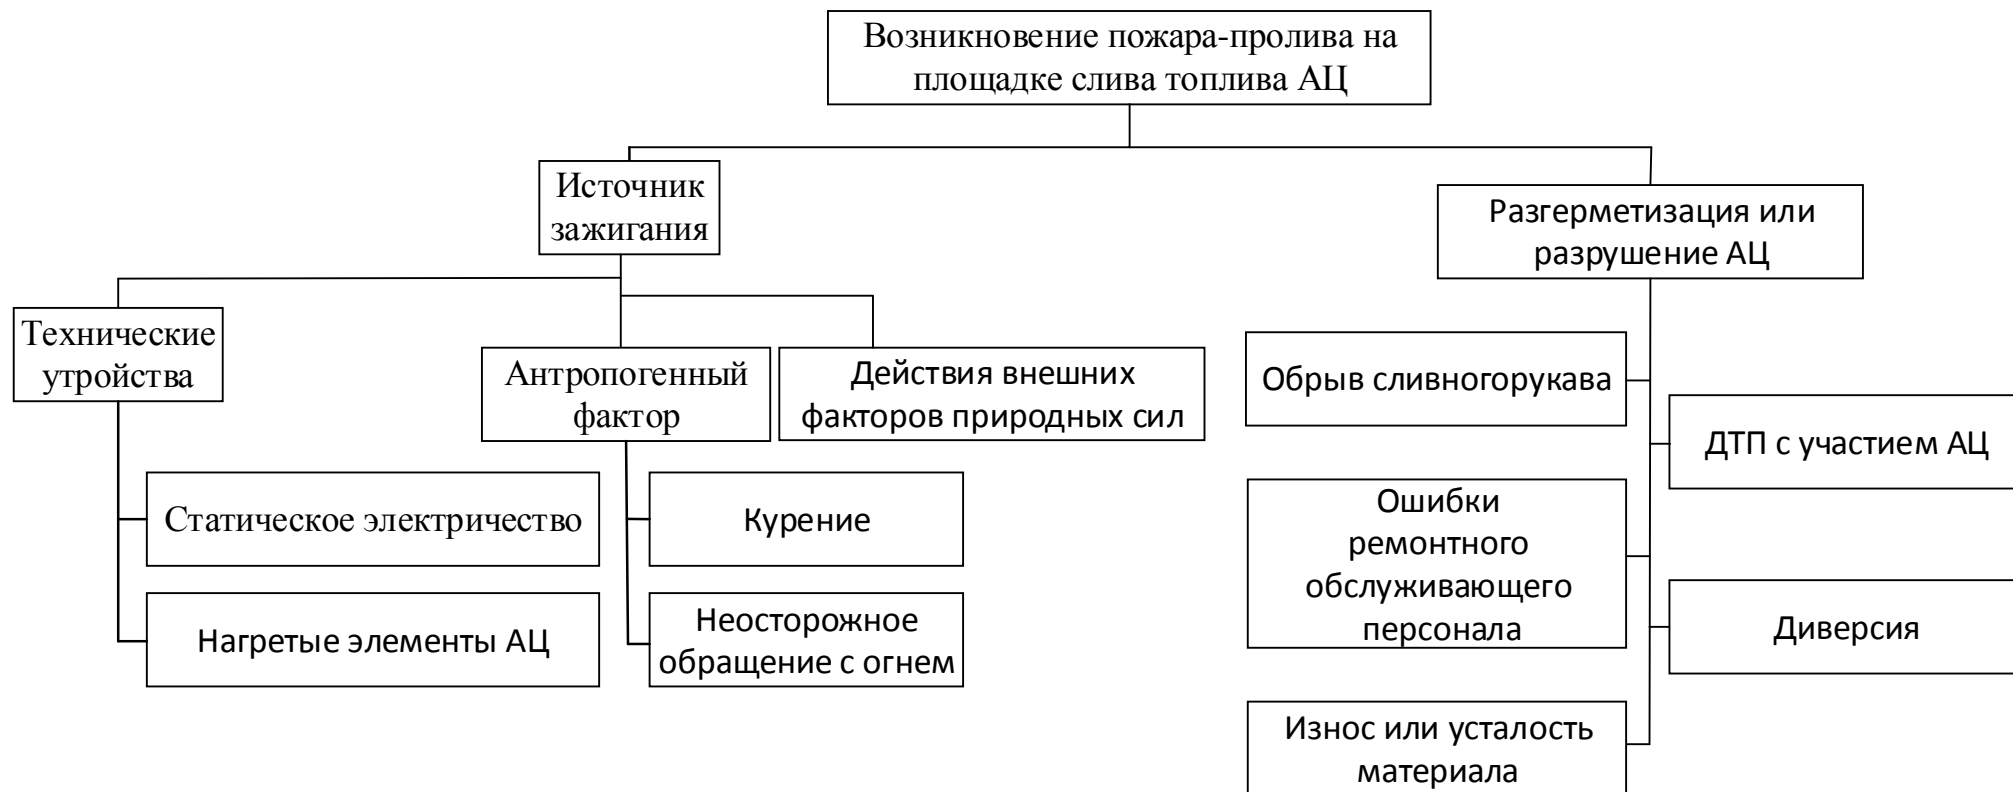 Возникновение пожара-пролива на
площадке слива топлива АЦ
Источник
зажигания
Разгерметизация или
разрушение АЦ
Технические
утройства
Антропогенный
фактор
Действия внешних
факторов природных сил
Статическое электричество
Нагретые элементы АЦ
Курение
Неосторожное
обращение с огнем
Обрыв сливногорукава
ДТП с участием АЦ
Ошибки
ремонтного
обслуживающего
персонала
Диверсия
Износ или усталость
материала